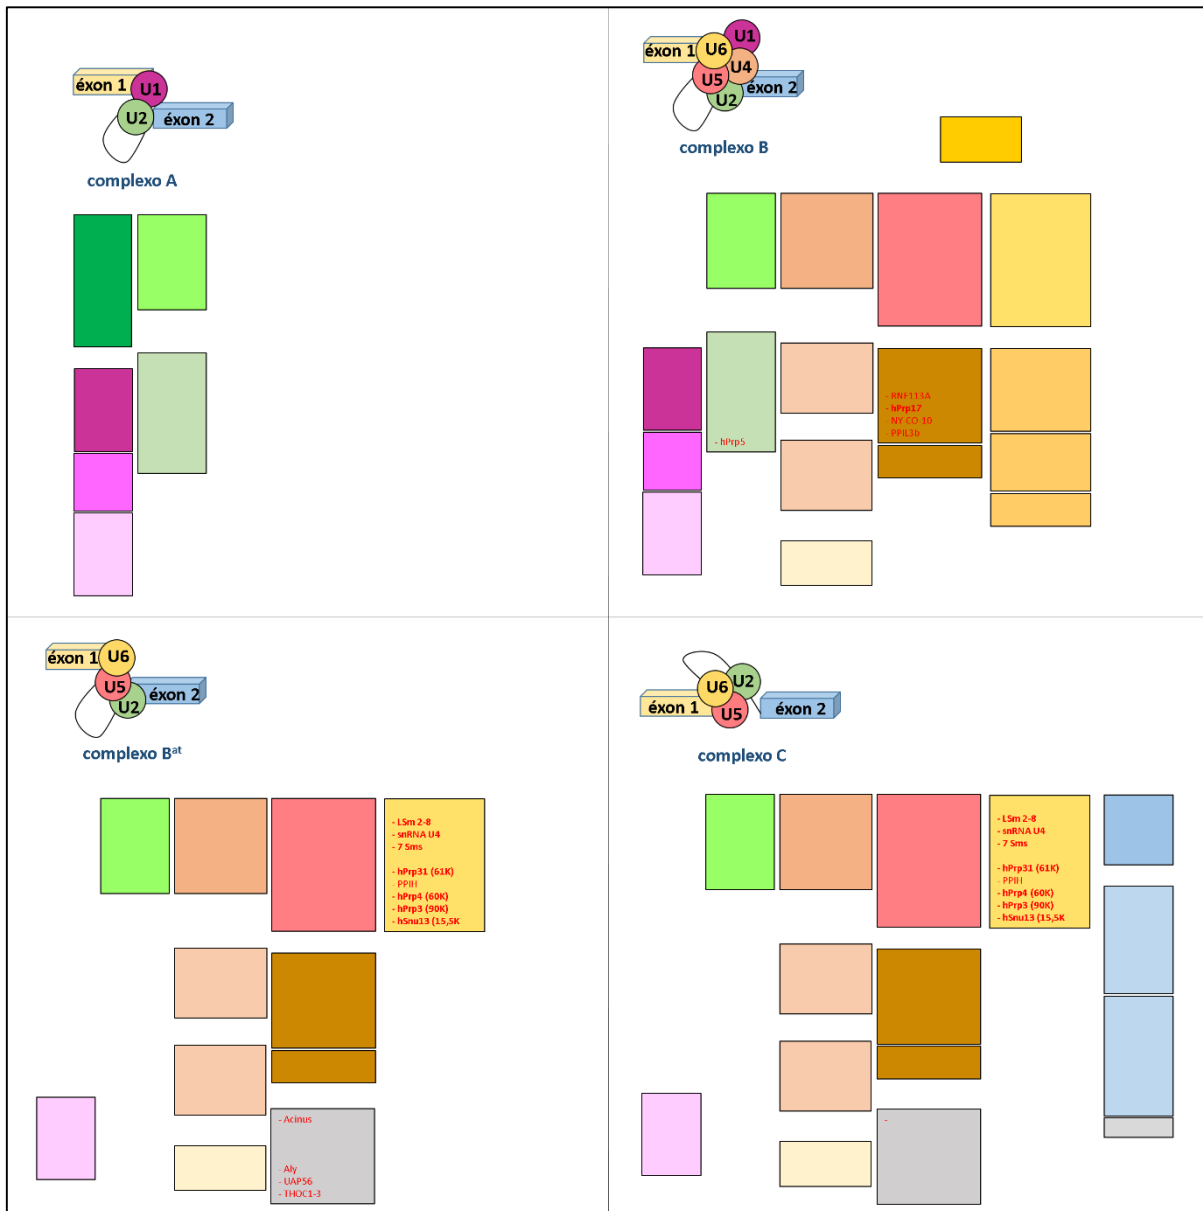 éxon 1
U1
U2
éxon 2
complexo A
U1
éxon 1
U6
U4
U5
éxon 2
U2
complexo B
- hPrp5
- RNF113A
- hPrp17
- NY-CO-10
- PPIL3b
éxon 1
U6
U5
éxon 2
U2
complexo Bat
- LSm 2-8
- snRNA U4
- 7 Sms
- hPrp31 (61K)
- PPIH
- hPrp4 (60K)
- hPrp3 (90K)
- hSnu13 (15,5K
- Acinus
- Aly
- UAP56
- THOC1-3
U2
U6
éxon 1
U5
éxon 2
complexo C
- LSm 2-8
- snRNA U4
- 7 Sms
- hPrp31 (61K)
- PPIH
- hPrp4 (60K)
- hPrp3 (90K)
- hSnu13 (15,5K
-